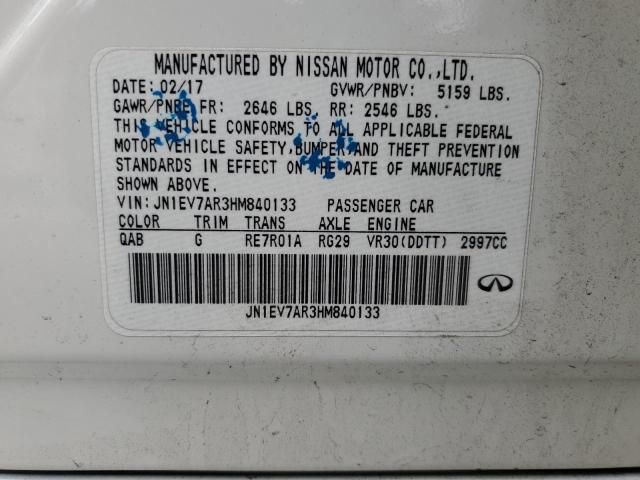 MANUFACTURED BY NISSAN MOTOR CO.,LTD.
DATE: 02/17 GVWR/PNBV: 5159 LBS.
GAWR/PNBE FR: 2646 LBS. RR: 2546 LBS.
THIS VEHICLE CONFORMS TO ALL APPLICABLE FEDERAL
MOTOR VEHICLE SAFETY,BUMPER AND THEFT PREVENTION
STANDARDS IN EFFECT ON THE DATE OF MANUFACTURE
SHOWN ABOVE.
VIN: JN1EV7AR3HM840133 PASSENGER CAR
COLOR TRIM TRANS AXLE ENGINE
QAB G RE7R01A RG29 VR30(DDTT) 2997CC
JN1EV7AR3HM840133